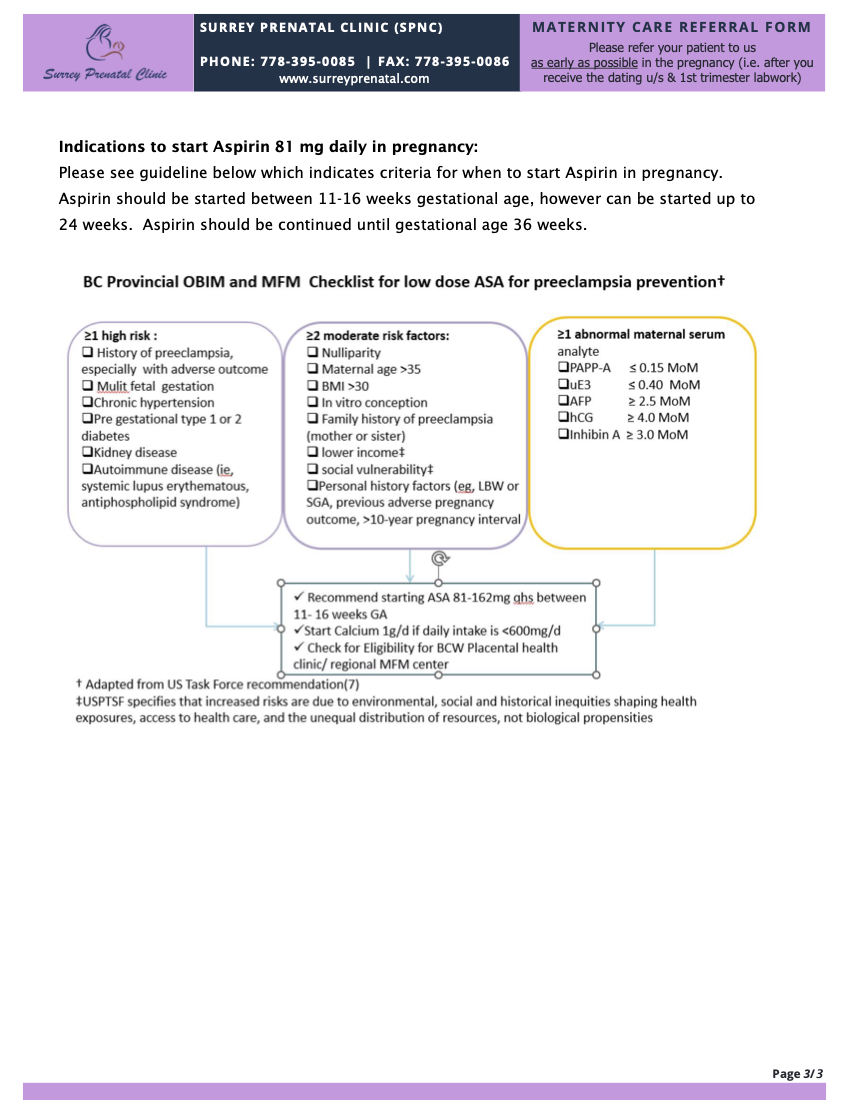 Surrey Prenatal Clinic
SURREY PRENATAL CLINIC (SPNC)
PHONE: 778-395-0085 | FAX: 778-395-0086
www.surreyprenatal.com
MATERNITY CARE REFERRAL FORM
Please refer your patient to us
as early as possible in the pregnancy (i.e. after you
receive the dating u/s & 1st trimester labwork)
Indications to start Aspirin 81 mg daily in pregnancy:
Please see guideline below which indicates criteria for when to start Aspirin in pregnancy.
Aspirin should be started between 11-16 weeks gestational age, however can be started up to
24 weeks.  Aspirin should be continued until gestational age 36 weeks.
BC Provincial OBIM and MFM  Checklist for low dose ASA for preeclampsia prevention†
≥1 high risk :
❑ History of preeclampsia,
especially  with adverse outcome
❑ Mulit fetal  gestation
❑Chronic hypertension
❑Pre gestational type 1 or 2
diabetes
❑Kidney disease
❑Autoimmune disease (ie,
systemic lupus erythematous,
antiphospholipid syndrome)
≥2 moderate risk factors:
❑ Nulliparity
❑ Maternal age >35
❑ BMI >30
❑ In vitro conception
❑ Family history of preeclampsia
(mother or sister)
❑ lower income‡
❑ social vulnerability‡
❑Personal history factors (eg, LBW or
SGA, previous adverse pregnancy
outcome, >10-year pregnancy interval
≥1 abnormal maternal serum
analyte
❑PAPP-A ≤ 0.15 MoM
❑uE3 ≤ 0.40  MoM
❑AFP ≥ 2.5 MoM
❑hCG ≥ 4.0 MoM
❑Inhibin A ≥ 3.0 MoM
✓ Recommend starting ASA 81-162mg qhs between
11- 16 weeks GA
✓Start Calcium 1g/d if daily intake is <600mg/d
✓ Check for Eligibility for BCW Placental health
clinic/ regional MFM center
† Adapted from US Task Force recommendation(7)
‡USPTSF specifies that increased risks are due to environmental, social and historical inequities shaping health
exposures, access to health care, and the unequal distribution of resources, not biological propensities
Page 3/3